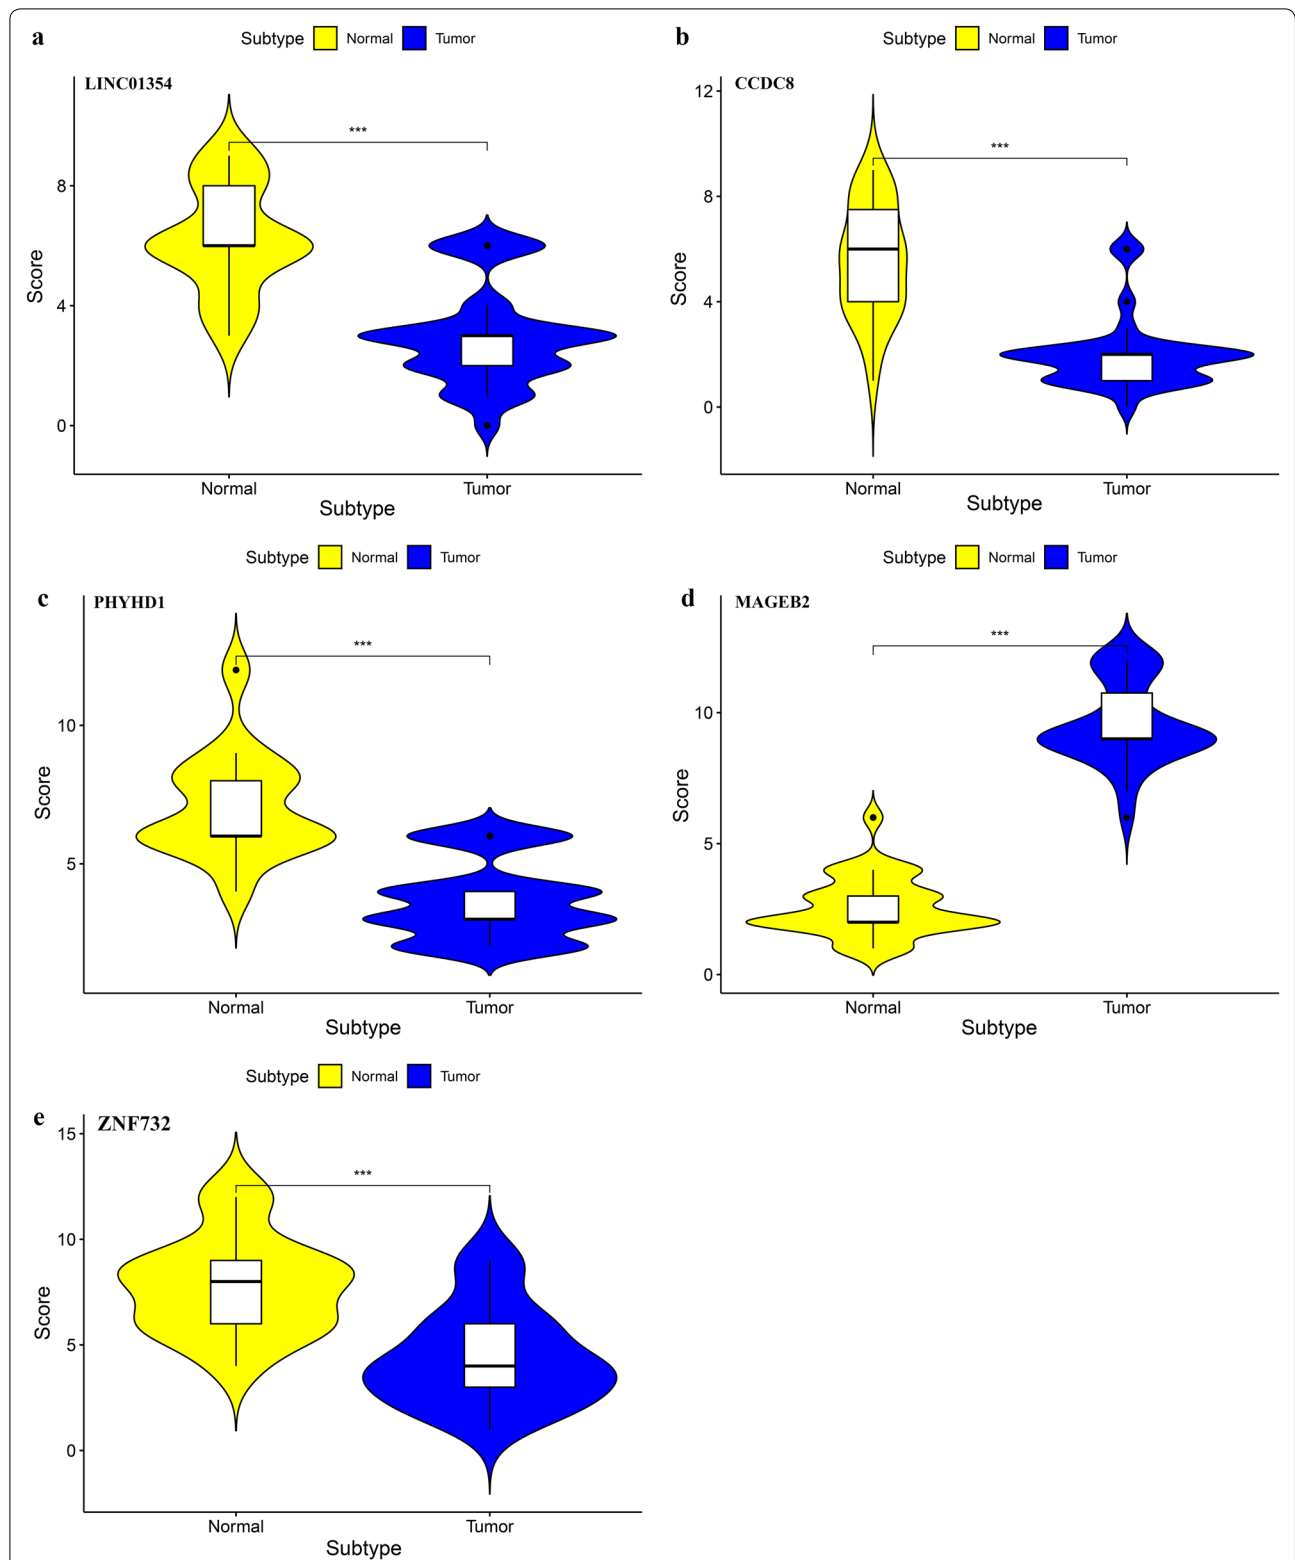 a
Subtype Normal Tumor
LINC01354
***
8
4
0
Score
Normal Tumor
Subtype
b
Subtype Normal Tumor
CCDC8
***
12
8
4
0
Score
Normal Tumor
Subtype
c
Subtype Normal Tumor
PHYHD1
***
10
5
Score
Normal Tumor
Subtype
d
Subtype Normal Tumor
MAGEB2
***
10
5
0
Score
Normal Tumor
Subtype
e
Subtype Normal Tumor
ZNF732
***
15
10
5
0
Score
Normal Tumor
Subtype